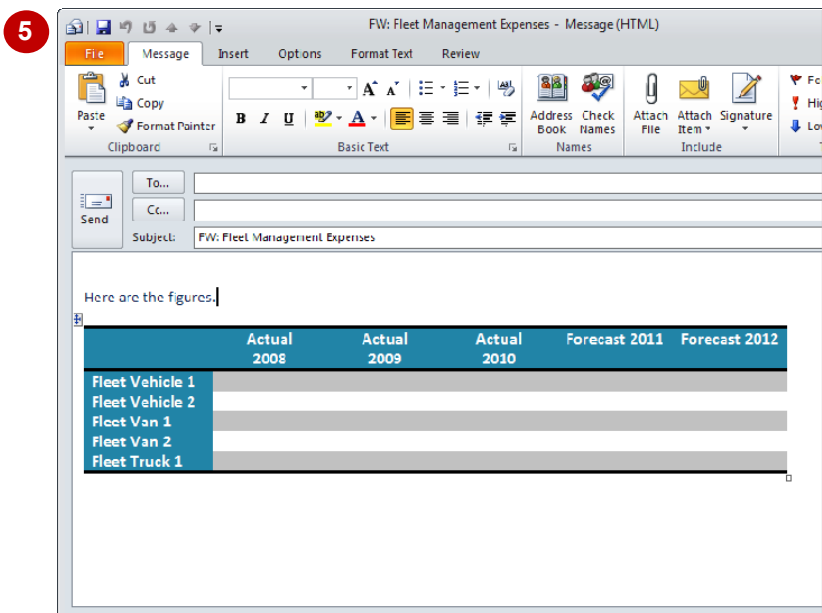 5
FW: Fleet Management Expenses - Message (HTML)
File Message Insert Options Format Text Review
Cut
Copy
Format Painter
Paste
Clipboard
B I U
Basic Text
Address Book
Check Names
Names
Attach File
Attach Item
Signature
Include
Send
To...
Cc...
Subject: FW: Fleet Management Expenses
Here are the figures.
Actual 2008 Actual 2009 Actual 2010 Forecast 2011 Forecast 2012
Fleet Vehicle 1
Fleet Vehicle 2
Fleet Van 1
Fleet Van 2
Fleet Truck 1